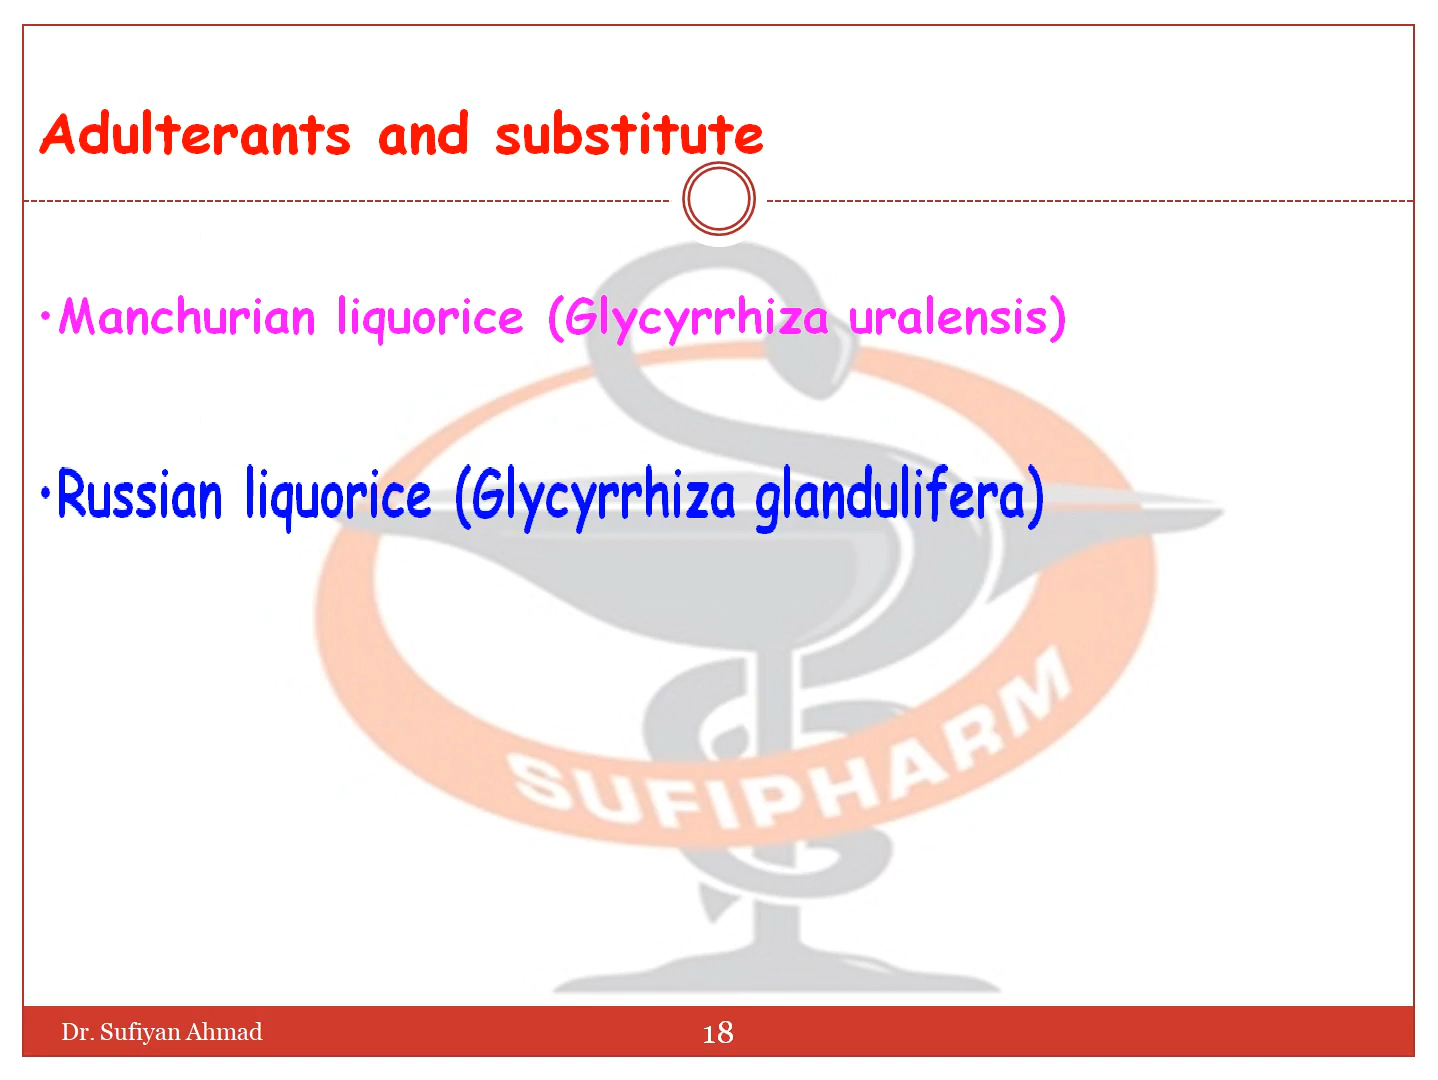 Adulterants and substitute
•Manchurian liquorice (Glycyrrhiza uralensis)
•Russian liquorice (Glycyrrhiza glandulifera)
SUFIPHARM
Dr. Sufiyan Ahmad
18